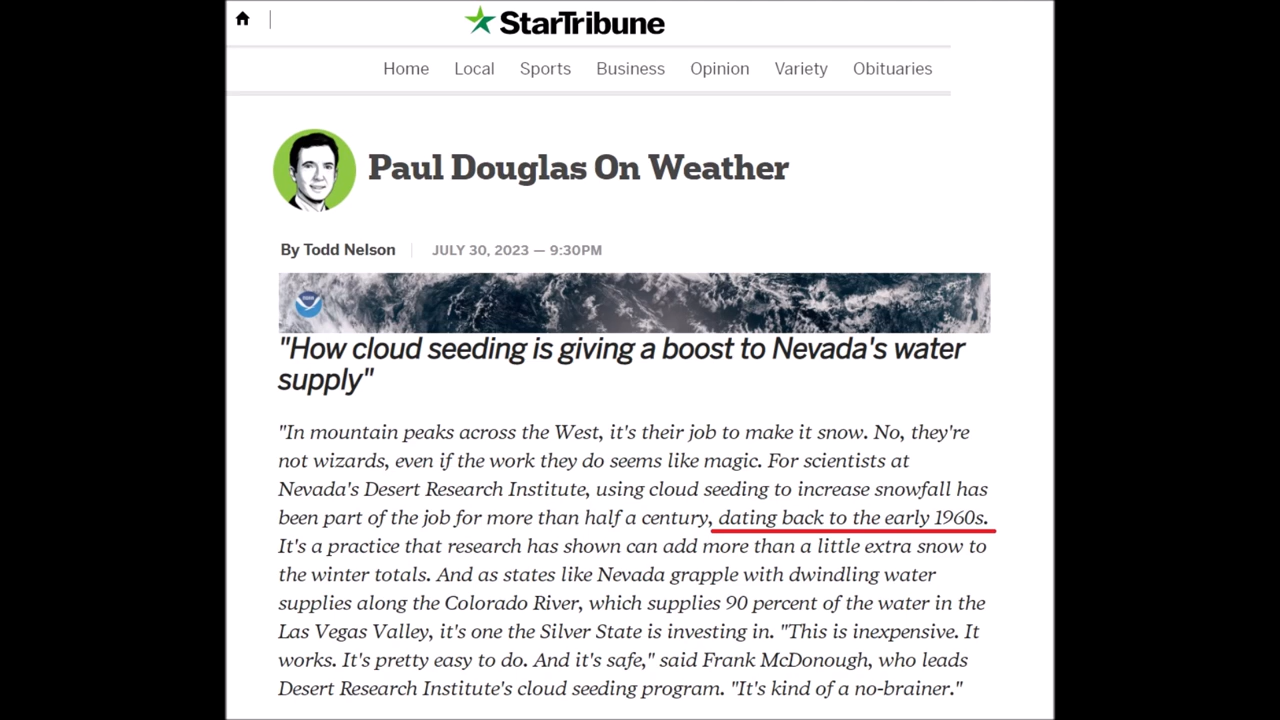 StarTribune
Home Local Sports Business Opinion Variety Obituaries
Paul Douglas On Weather
By Todd Nelson JULY 30, 2023 — 9:30PM
"How cloud seeding is giving a boost to Nevada's water
supply"
"In mountain peaks across the West, it's their job to make it snow. No, they're
not wizards, even if the work they do seems like magic. For scientists at
Nevada's Desert Research Institute, using cloud seeding to increase snowfall has
been part of the job for more than half a century, dating back to the early 1960s.
It's a practice that research has shown can add more than a little extra snow to
the winter totals. And as states like Nevada grapple with dwindling water
supplies along the Colorado River, which supplies 90 percent of the water in the
Las Vegas Valley, it's one the Silver State is investing in. "This is inexpensive. It
works. It's pretty easy to do. And it's safe," said Frank McDonough, who leads
Desert Research Institute's cloud seeding program. "It's kind of a no-brainer."